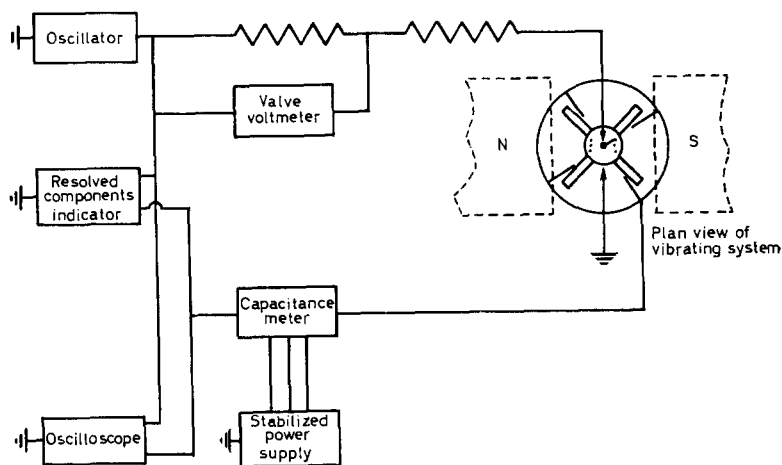 Oscillator
Valve
voltmeter
N
S
Resolved
components
indicator
Plan view of
vibrating system
Capacitance
meter
Oscilloscope
Stabilized
power
supply